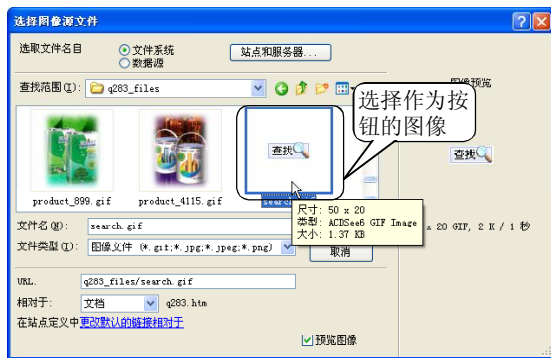 选择图像源文件
选取文件名自
文件系统
数据源
站点和服务器...
查找范围(I):
q283_files
图像预览
选择作为按
钮的图像
查找
查找
product_899.gif
product_4115.gif
search.gif
尺寸: 50 x 20
类型: ACDSee6 GIF Image
大小: 1.37 KB
x 20 GIF, 2 K / 1 秒
文件名(N):
search.gif
文件类型(T):
图像文件 (*.gif;*.jpg;*.jpeg;*.png)
取消
URL:
q283_files/search.gif
相对于:
文档
q283.htm
在站点定义中更改默认的链接相对于
预览图像